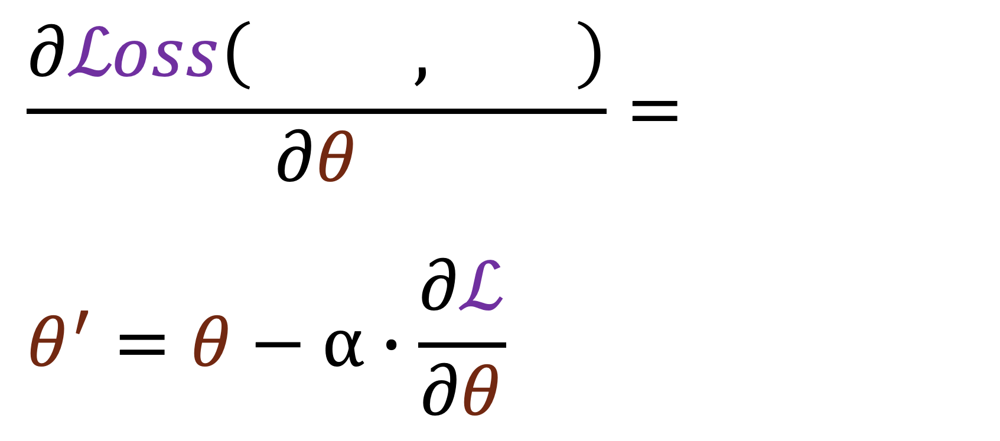 ∂ℒoss( , )
=
∂θ
∂ℒ
θ′ = θ − α ·
∂θ